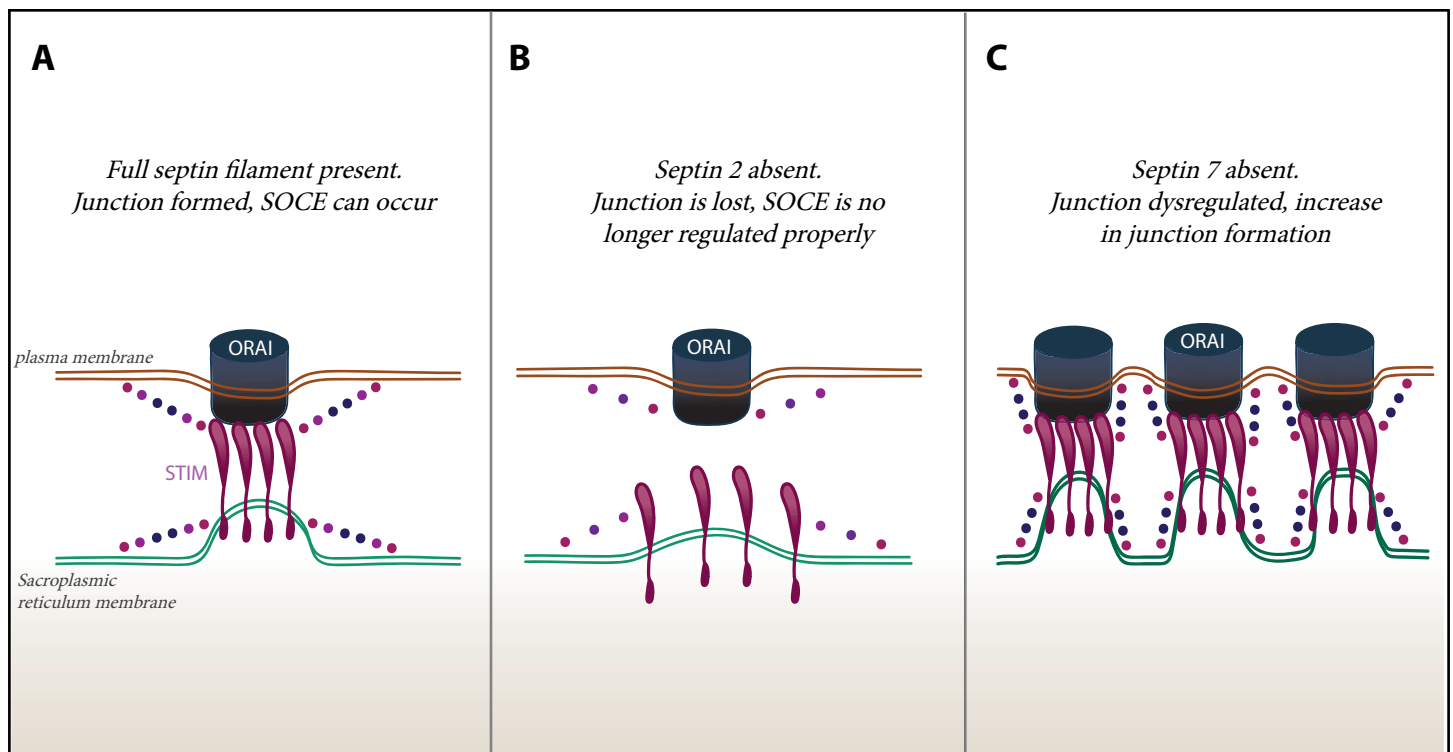 A
Full septin filament present.
Junction formed, SOCE can occur
plasma membrane
ORAI
STIM
Sacroplasmic
reticulum membrane
B
Septin 2 absent.
Junction is lost, SOCE is no
longer regulated properly
ORAI
C
Septin 7 absent.
Junction dysregulated, increase
in junction formation
ORAI